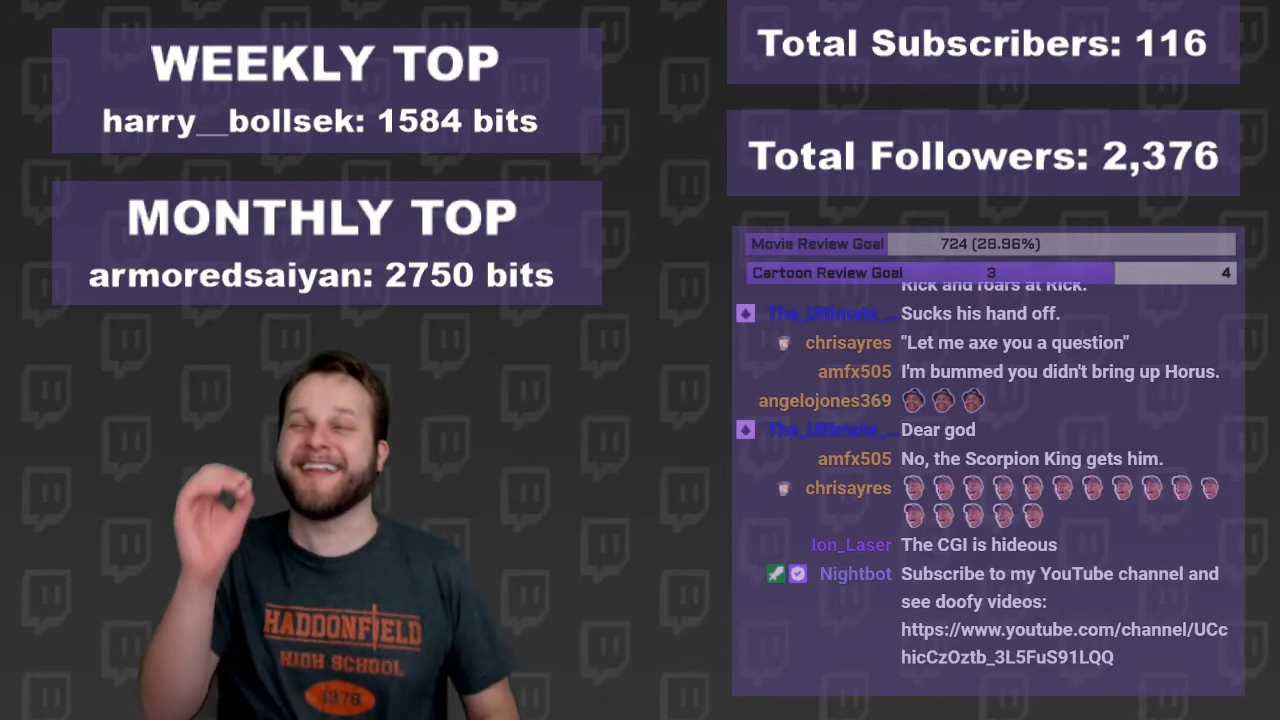 WEEKLY TOP
harry__bollsek: 1584 bits
MONTHLY TOP
armoredsaiyan: 2750 bits
Total Subscribers: 116
Total Followers: 2,376
Movie Review Goal 724 (28.96%)
Cartoon Review Goal 3 4
Rick and roars at Rick.
The_Ultimate_... Sucks his hand off.
chrisayres "Let me axe you a question"
amfx505 I'm bummed you didn't bring up Horus.
angelojones369
The_Ultimate_... Dear god
amfx505 No, the Scorpion King gets him.
chrisayres
Ion_Laser The CGI is hideous
Nightbot Subscribe to my YouTube channel and
see doofy videos:
https://www.youtube.com/channel/UCc
hicCzOztb_3L5FuS91LQQ
HADDONFIELD
HIGH SCHOOL
1978